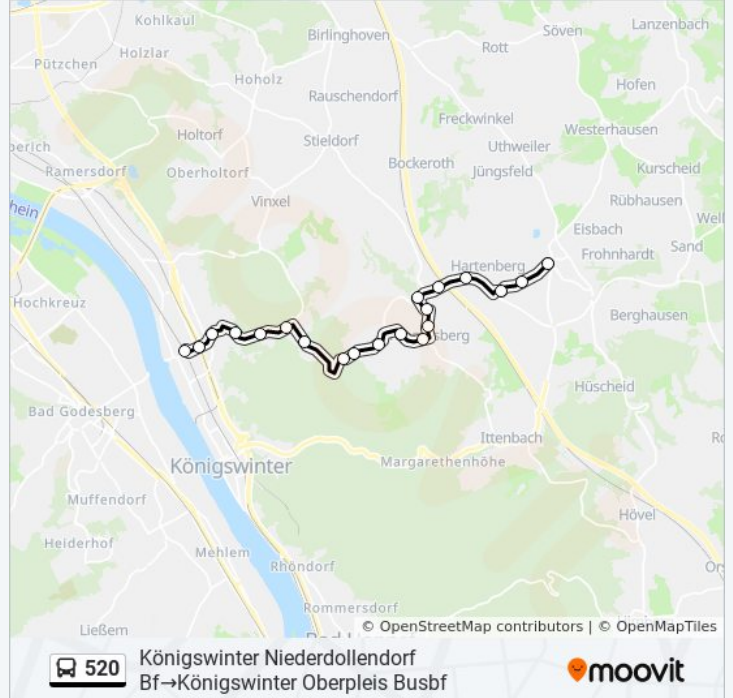 Kohlkaul
Birlinghoven
Söven
Lanzenbach
Holzlar
Rott
Pützchen
Hoholz
Hofen
Rauschendorf
Freckwinkel
Westerhausen
Holtorf
Stieldorf
Uthweiler
Bockeroth
Kurscheid
Ramersdorf
Oberholtorf
Jüngsfeld
Vinxel
Rübhausen
Eisbach
Sand
Hartenberg
Frohnhardt
Hochkreuz
Berghausen
Hüscheid
Bad Godesberg
Ittenbach
Königswinter
Margarethenhöhe
Muffendorf
Hövel
Heiderhof
Mehlem
Rhöndorf
Rommersdorf
Ließem
© OpenStreetMap contributors | © OpenMapTiles
520
Königswinter Niederdollendorf
Bf→Königswinter Oberpleis Busbf
moovit